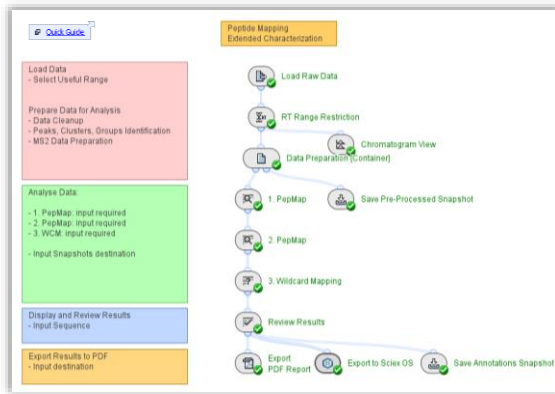 Quick Guide
Peptide Mapping
Extended Characterization
Load Data
- Select Useful Range
Prepare Data for Analysis
- Data Cleanup
- Peaks, Clusters, Groups Identification
- MS2 Data Preparation
Analyse Data:
- 1. PepMap: input required
- 2. PepMap: input required
- 3. WCM: input required
- Input Snapshots destination
Display and Review Results
- Input Sequence
Export Results to PDF
- Input destination
Load Raw Data
RT Range Restriction
Chromatogram View
Data Preparation [Container]
1. PepMap
Save Pre-Processed Snapshot
2. PepMap
3. Wildcard Mapping
Review Results
Export
PDF Report
Export to Sciex OS
Save Annotations Snapshot